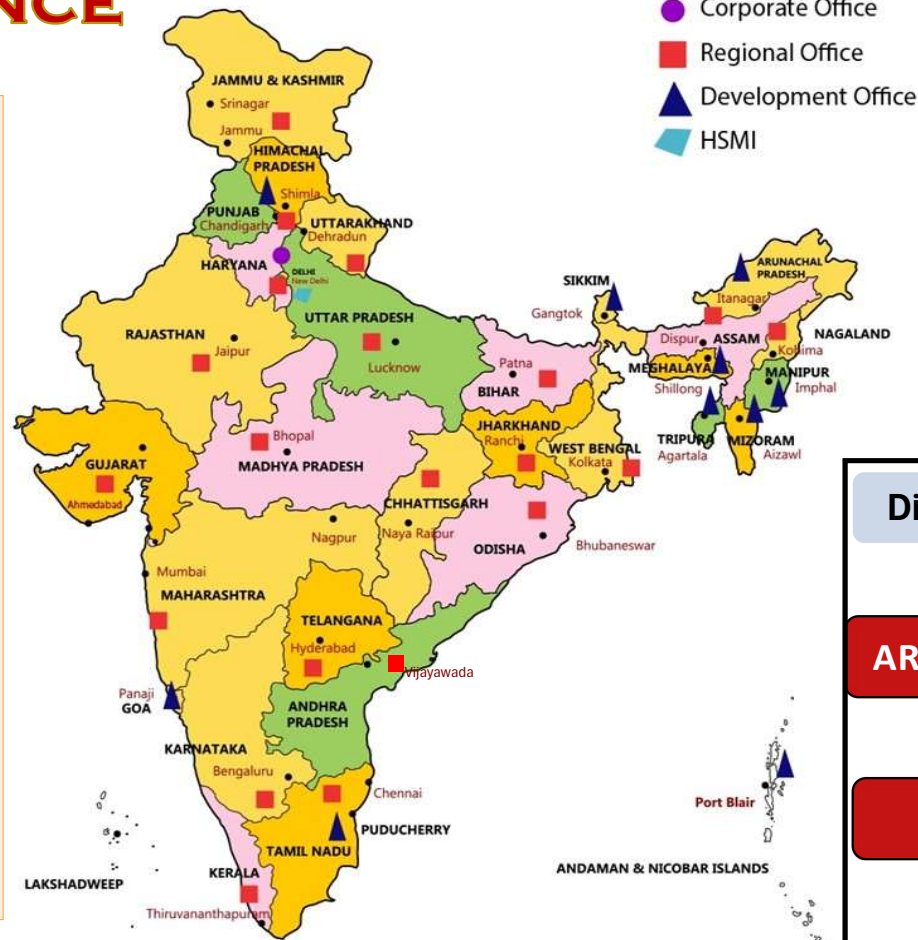 NCE
Corporate Office
Regional Office
Development Office
HSMI
JAMMU & KASHMIR
Srinagar
Jammu
HIMACHAL
PRADESH
Shimla
PUNJAB
Chandigarh
UTTARAKHAND
Dehradun
HARYANA
DELHI
New Delhi
SIKKIM
Gangtok
ARUNACHAL
PRADESH
Itanagar
UTTAR PRADESH
Lucknow
RAJASTHAN
Jaipur
Dispur
ASSAM
NAGALAND
Kohima
MEGHALAYA
Shillong
MANIPUR
Imphal
Patna
BIHAR
TRIPURA
Agartala
MIZORAM
Aizawl
JHARKHAND
Ranchi
WEST BENGAL
Kolkata
Bhopal
MADHYA PRADESH
GUJARAT
Ahmedabad
CHHATTISGARH
Naya Raipur
Nagpur
ODISHA
Bhubaneswar
Di
Mumbai
MAHARASHTRA
TELANGANA
Hyderabad
Vijayawada
AR
Panaji
GOA
ANDHRA
PRADESH
KARNATAKA
Bengaluru
Chennai
PUDUCHERRY
TAMIL NADU
Port Blair
ANDAMAN & NICOBAR ISLANDS
KERALA
LAKSHADWEEP
Thiruvananthapuram